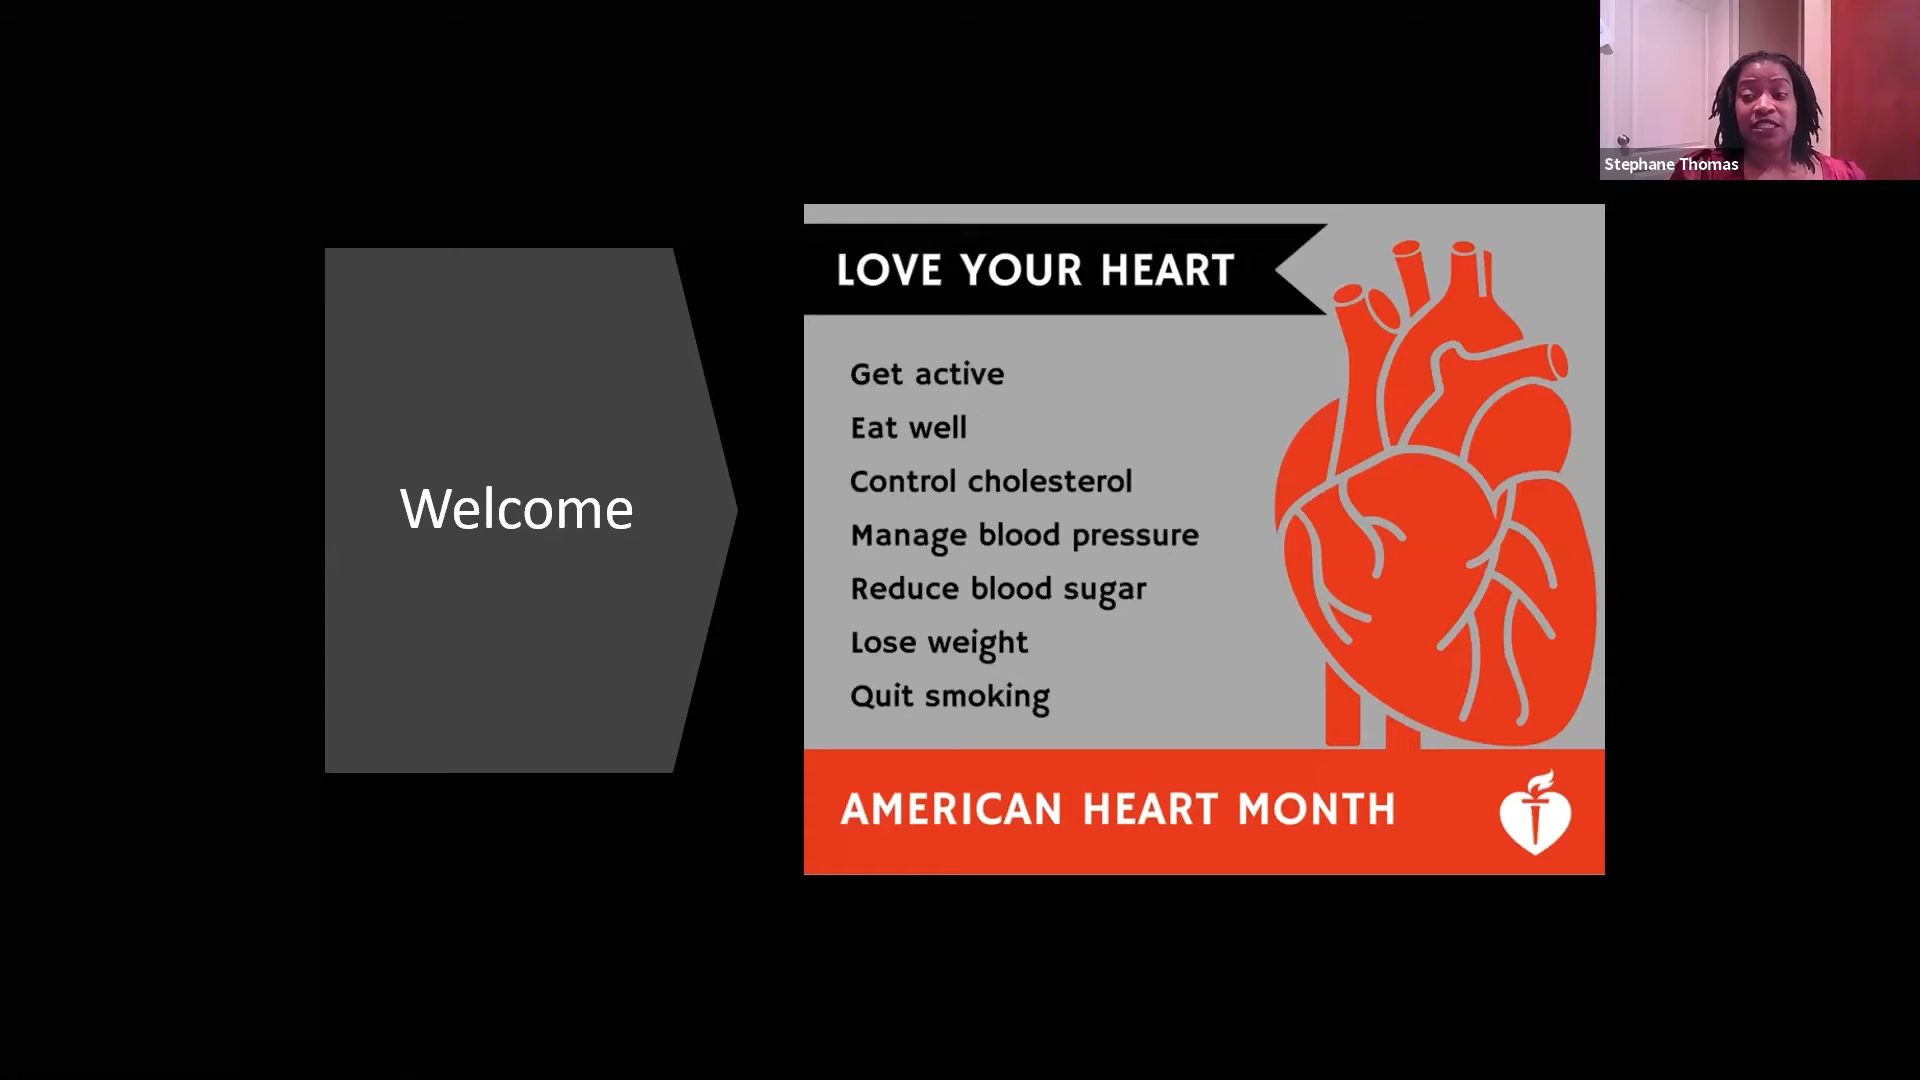 Stephane Thomas
Welcome
LOVE YOUR HEART
Get active
Eat well
Control cholesterol
Manage blood pressure
Reduce blood sugar
Lose weight
Quit smoking
AMERICAN HEART MONTH